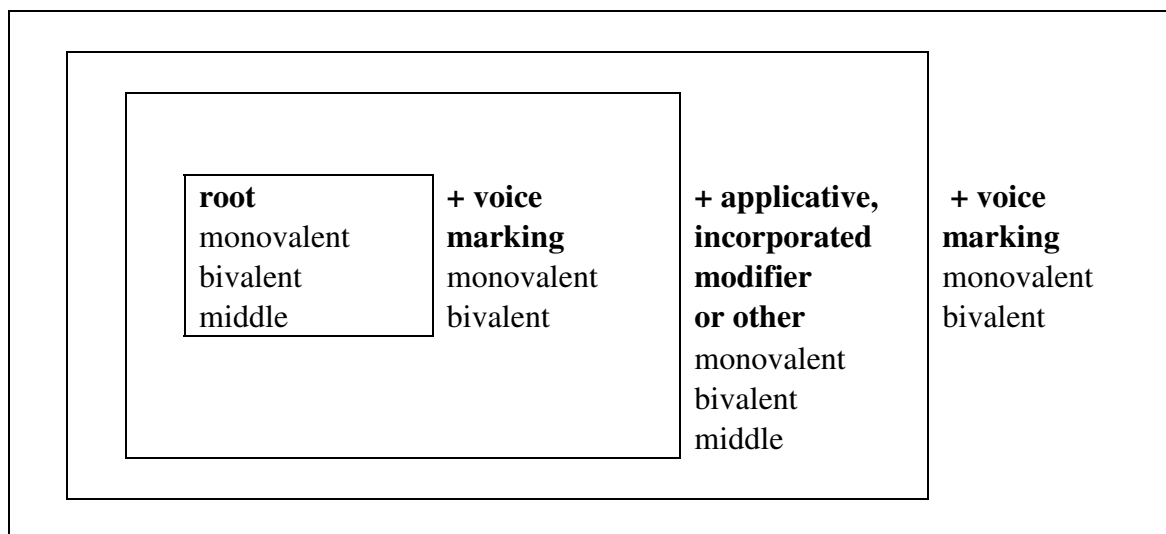 root + voice + applicative, + voice
monovalent marking incorporated marking
bivalent monovalent modifier monovalent
middle bivalent or other bivalent
monovalent
bivalent
middle